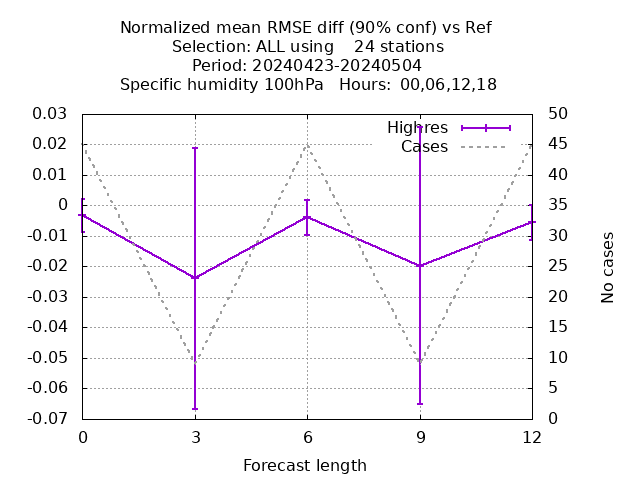 Normalized mean RMSE diff (90% conf) vs Ref
Selection: ALL using    24 stations
Period: 20240423-20240504
Specific humidity 100hPa   Hours:  00,06,12,18
Highres
Cases
0.03
0.02
0.01
0
-0.01
-0.02
-0.03
-0.04
-0.05
-0.06
-0.07
50
45
40
35
30
25
20
15
10
5
0
No cases
0 3 6 9 12
Forecast length